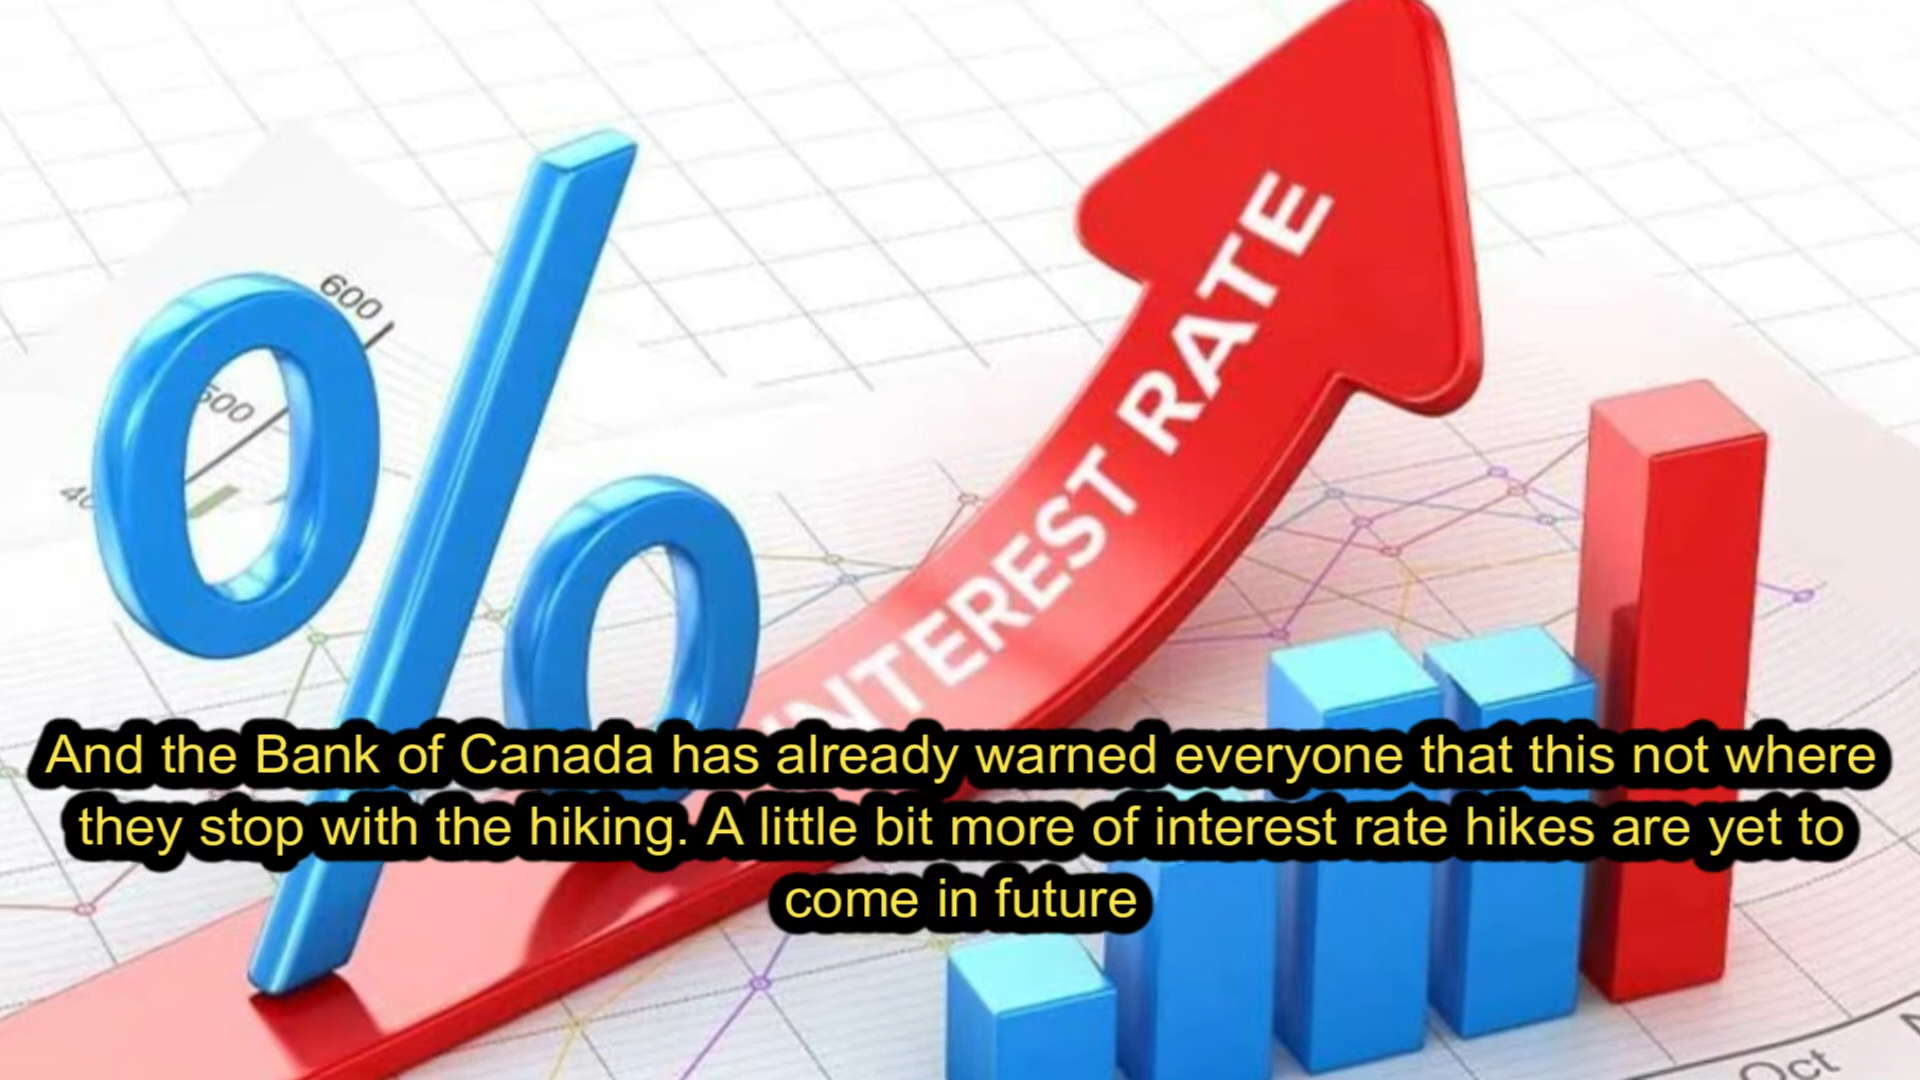 600
500
INTEREST RATE
And the Bank of Canada has already warned everyone that this not where
they stop with the hiking. A little bit more of interest rate hikes are yet to
come in future
Oct